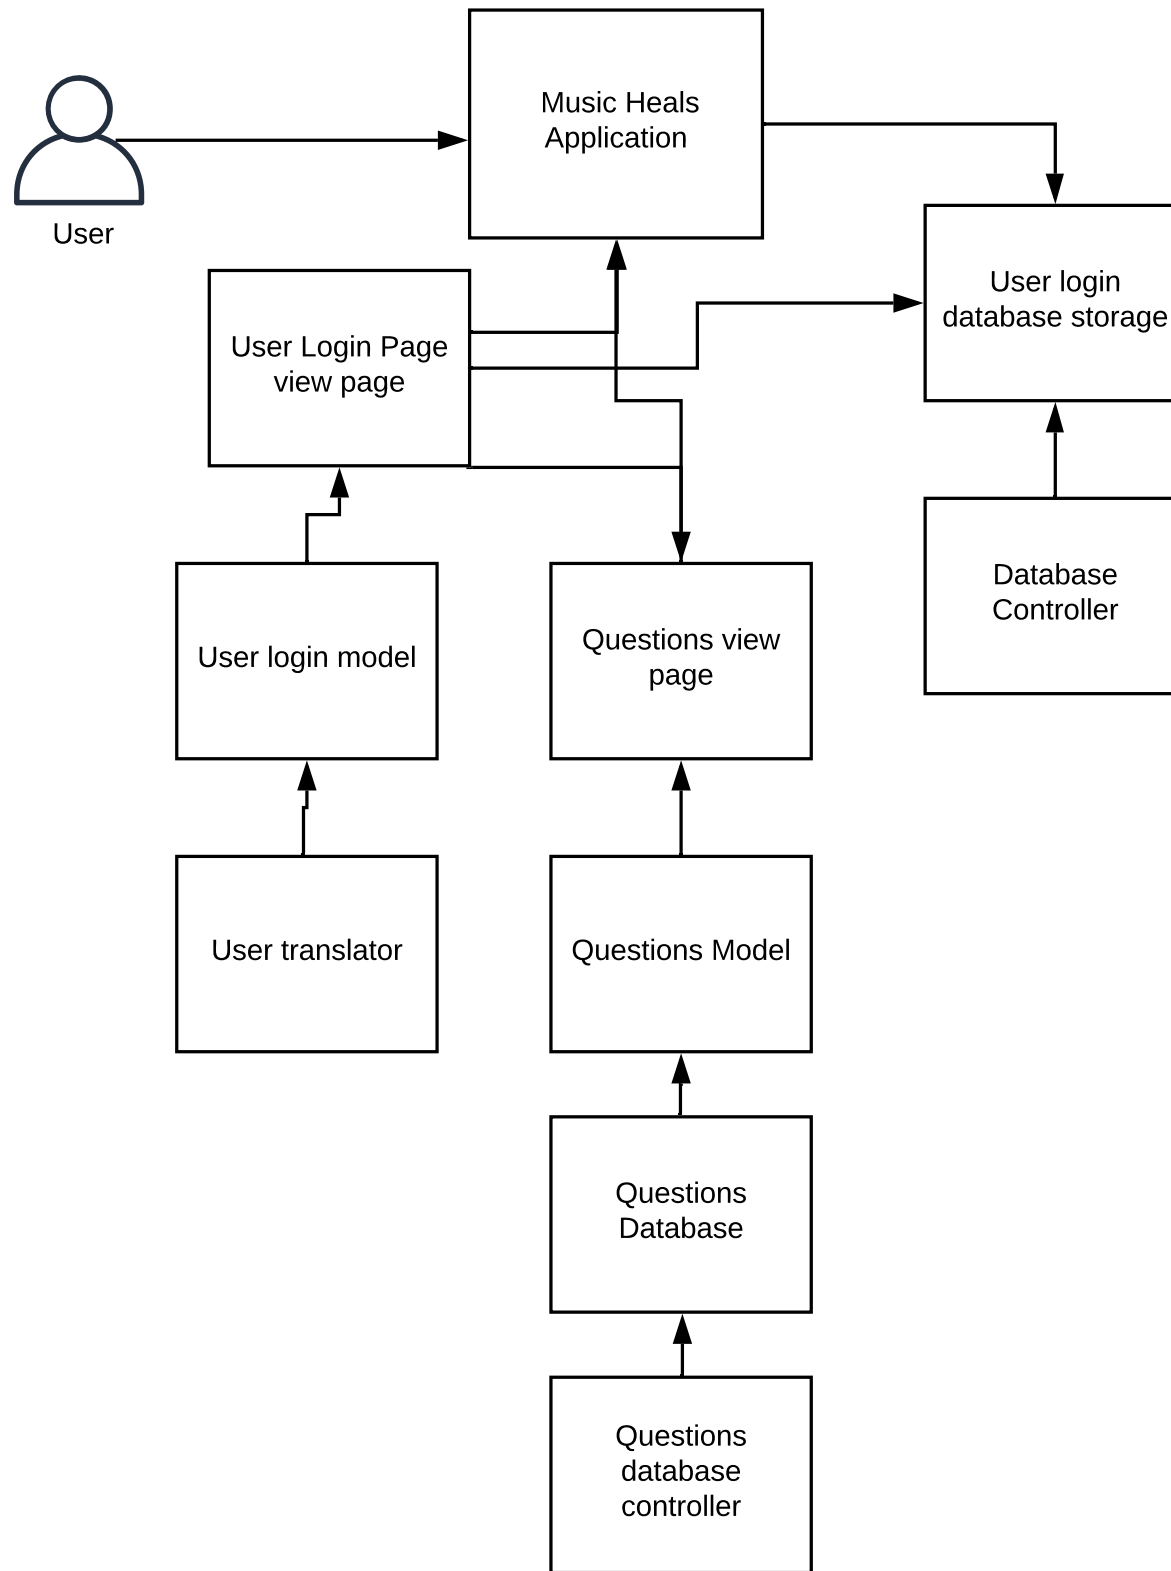 Music Heals
Application
User
User login
database storage
User Login Page
view page
Database
Controller
User login model
Questions view
page
User translator
Questions Model
Questions
Database
Questions
database
controller